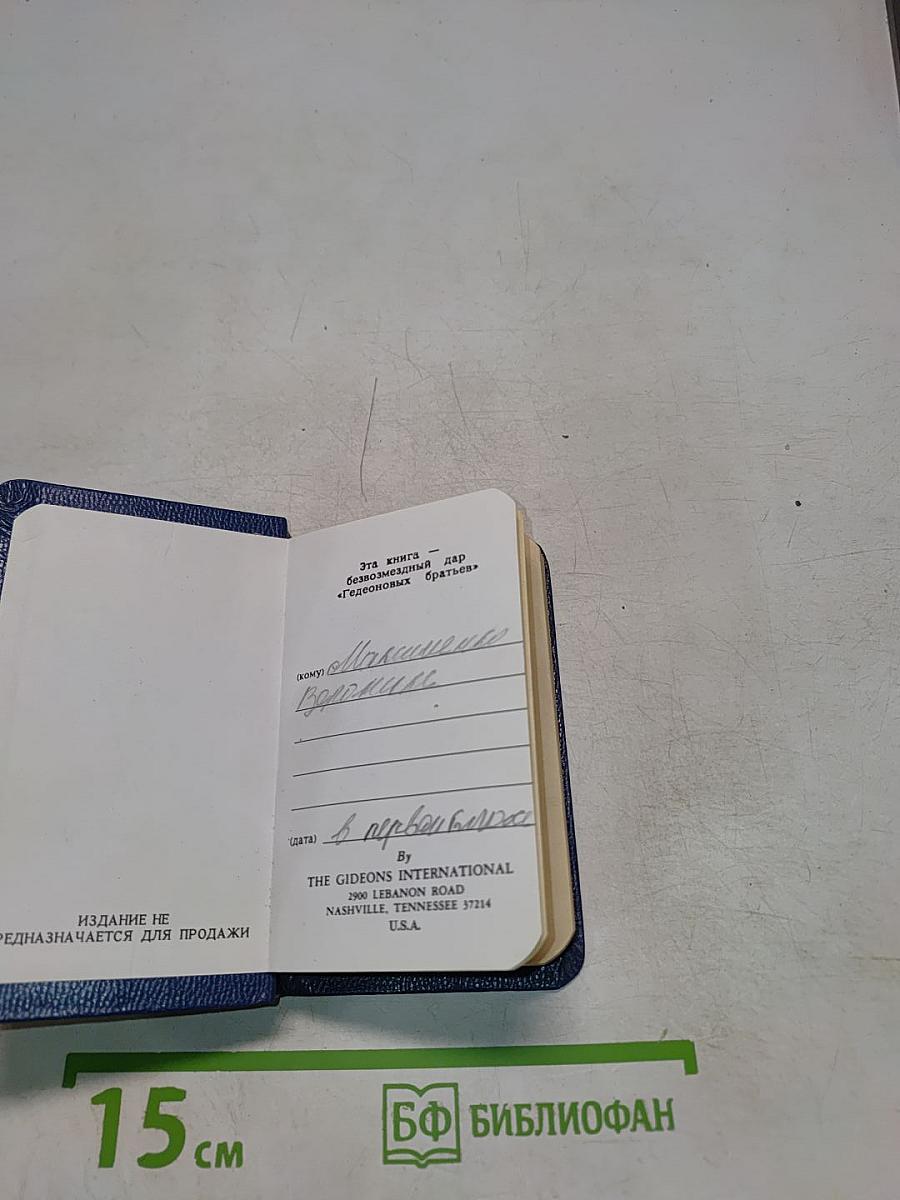 Эта книга —
безвозмездный дар
«Гедеоновых братьев»
(кому) Максименко
(дата) в первом
By
THE GIDEONS INTERNATIONAL
2900 LEBANON ROAD
NASHVILLE, TENNESSEE 37214
U.S.A.
ИЗДАНИЕ НЕ
РЕДНАЗНАЧАЕТСЯ ДЛЯ ПРОДАЖИ
15 см
БФ БИБЛИОФАН